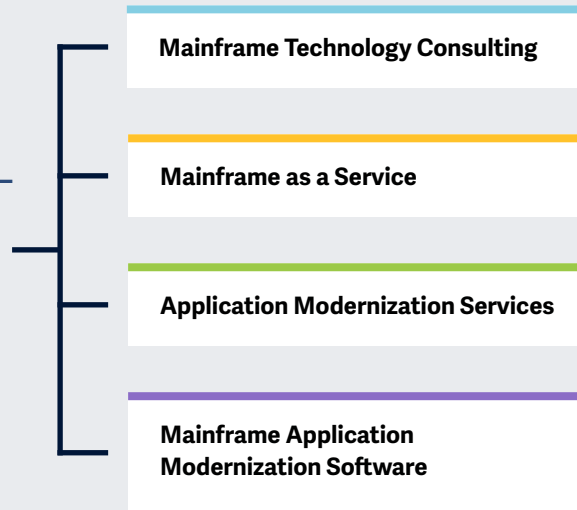 Mainframe Technology Consulting
Mainframe as a Service
Application Modernization Services
Mainframe Application
Modernization Software